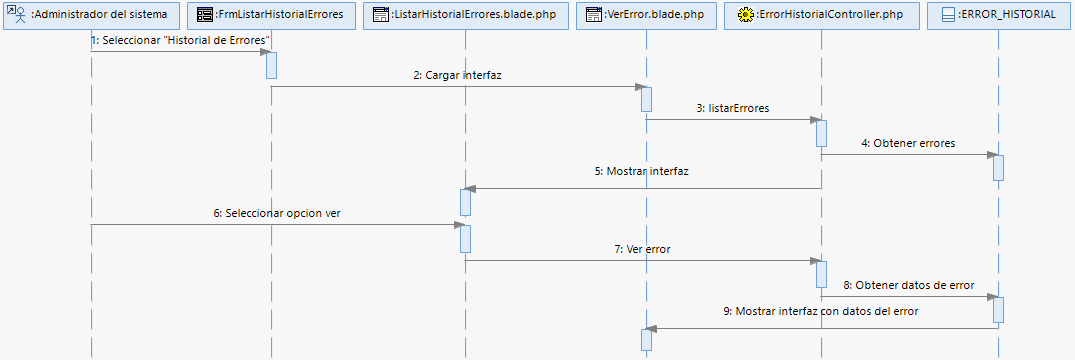 :Administrador del sistema
:FrmListarHistorialErrores
:ListarHistorialErrores.blade.php
:VerError.blade.php
:ErrorHistorialController.php
:ERROR_HISTORIAL
1: Seleccionar "Historial de Errores"
2: Cargar interfaz
3: listarErrores
4: Obtener errores
5: Mostrar interfaz
6: Seleccionar opcion ver
7: Ver error
8: Obtener datos de error
9: Mostrar interfaz con datos del error